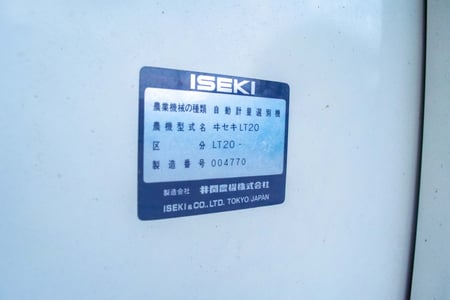 ISEKI
農業機械の種類 自動計量選別機
農機型式名 ヰセキLT20
区分 LT20-
製造番号 004770
製造会社 井関農機株式会社
ISEKI & CO., LTD. TOKYO JAPAN